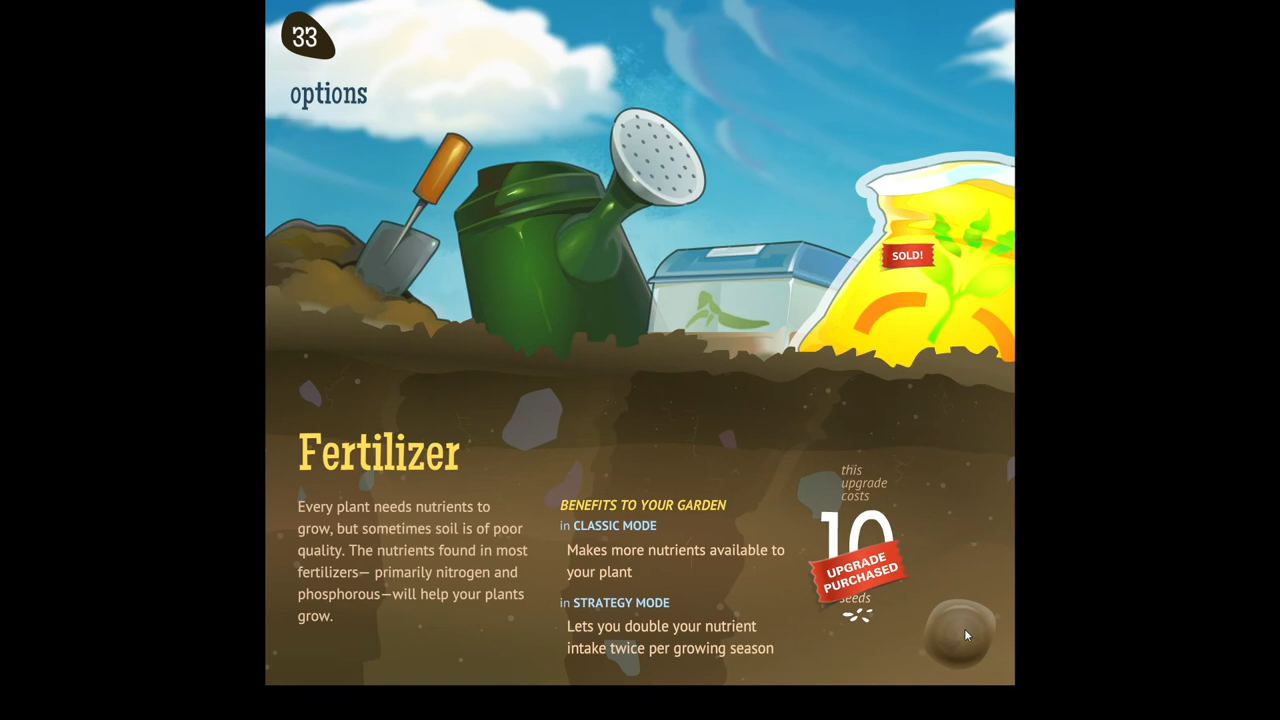 33
options
SOLD!
Fertilizer
Every plant needs nutrients to
grow, but sometimes soil is of poor
quality. The nutrients found in most
fertilizers— primarily nitrogen and
phosphorous—will help your plants
grow.
BENEFITS TO YOUR GARDEN
in CLASSIC MODE
Makes more nutrients available to
your plant
in STRATEGY MODE
Lets you double your nutrient
intake twice per growing season
this
upgrade
costs
10
UPGRADE
PURCHASED
seeds